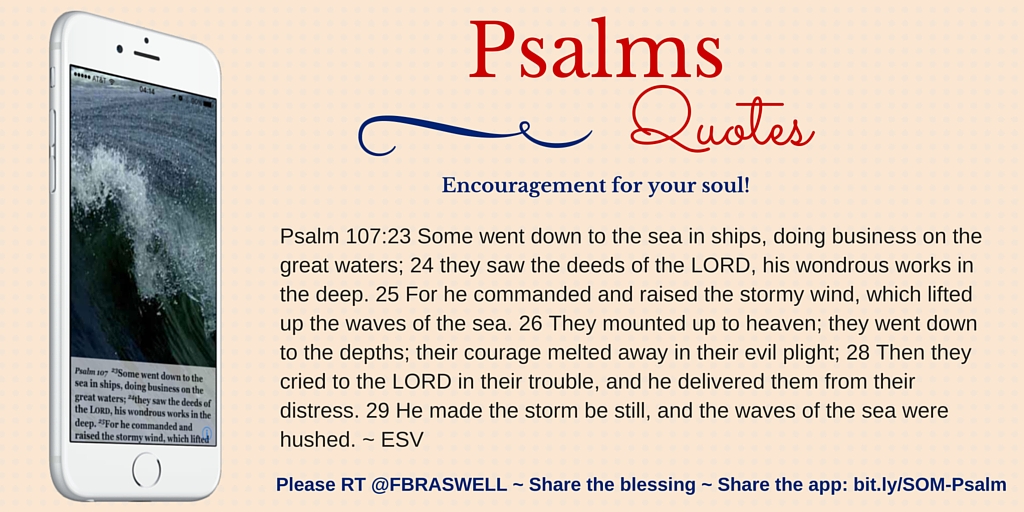 ●●●●● AT&T
04:14
Psalm 107 ²³Some went down to the
sea in ships, doing business on the
great waters; ²⁴they saw the deeds of
the LORD, his wondrous works in the
deep. ²⁵For he commanded and
raised the stormy wind, which lifted
Psalms
Quotes
Encouragement for your soul!
Psalm 107:23 Some went down to the sea in ships, doing business on the
great waters; 24 they saw the deeds of the LORD, his wondrous works in
the deep. 25 For he commanded and raised the stormy wind, which lifted
up the waves of the sea. 26 They mounted up to heaven; they went down
to the depths; their courage melted away in their evil plight; 28 Then they
cried to the LORD in their trouble, and he delivered them from their
distress. 29 He made the storm be still, and the waves of the sea were
hushed. ~ ESV
Please RT @FBRASWELL ~ Share the blessing ~ Share the app: bit.ly/SOM-Psalm